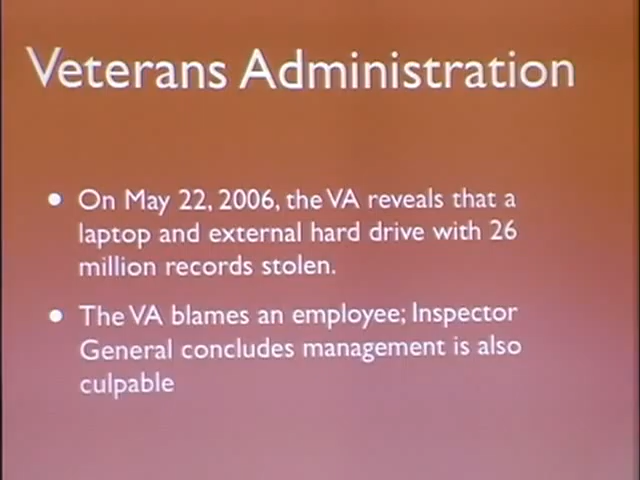 Veterans Administration
• On May 22, 2006, the VA reveals that a
laptop and external hard drive with 26
million records stolen.
• The VA blames an employee; Inspector
General concludes management is also
culpable